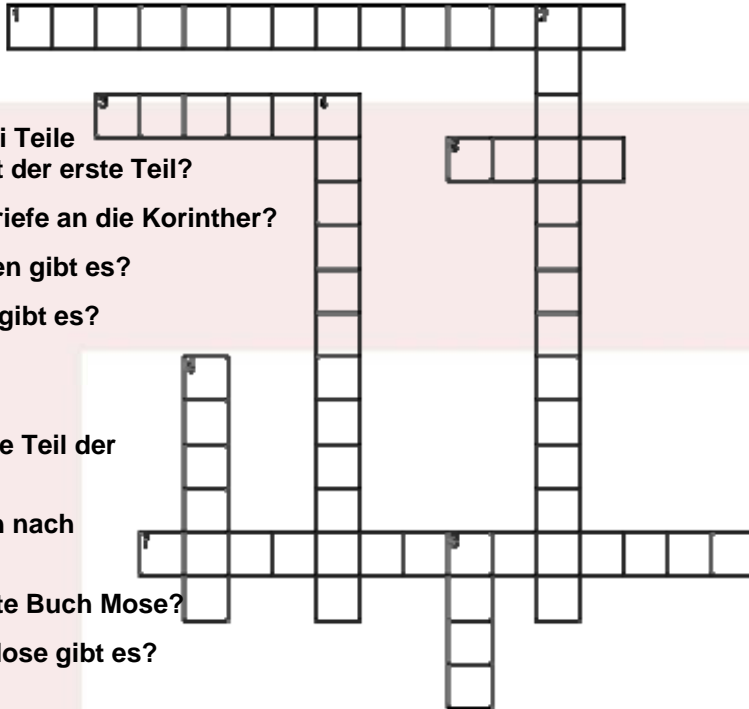 1
2
3
4
i Teile
5
t der erste Teil?
riefe an die Korinther?
en gibt es?
gibt es?
6
e Teil der
n nach
7
8
te Buch Mose?
lose gibt es?